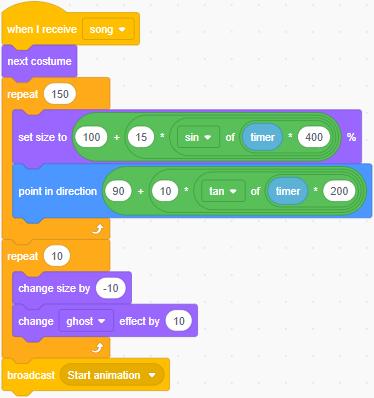 when I receive song
next costume
repeat 150
set size to 100 + 15 * sin of timer * 400 %
point in direction 90 + 10 * tan of timer * 200
repeat 10
change size by -10
change ghost effect by 10
broadcast Start animation